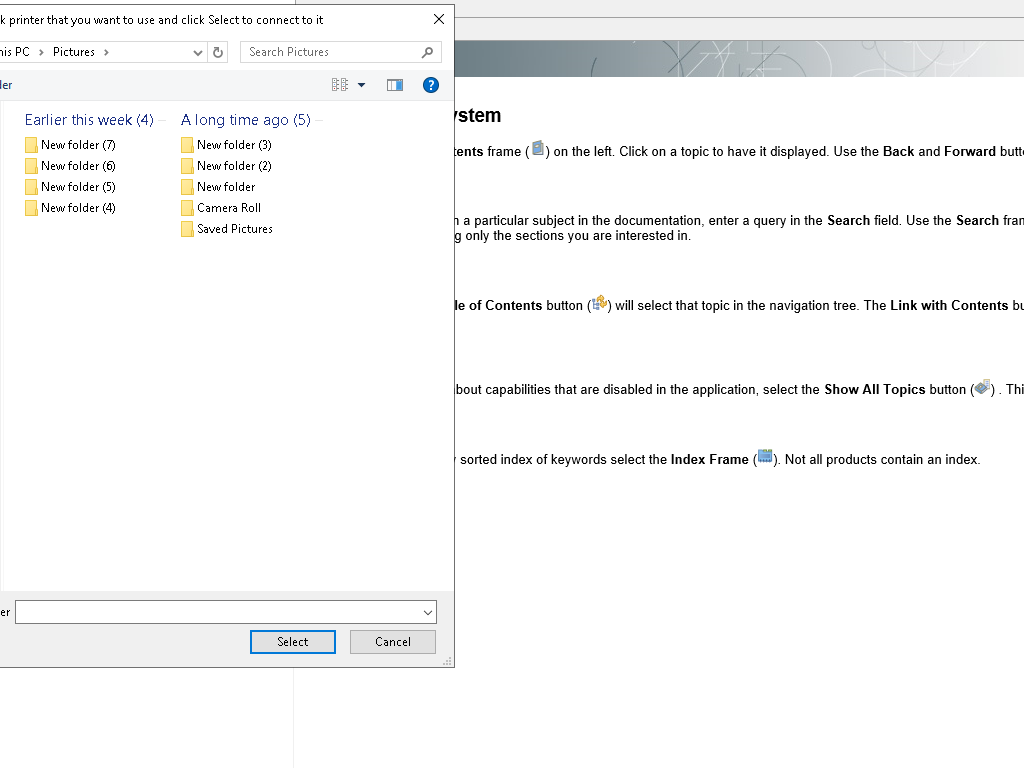 k printer that you want to use and click Select to connect to it
his PC > Pictures >
Search Pictures
ler
Earlier this week (4)
New folder (7)
New folder (6)
New folder (5)
New folder (4)
A long time ago (5)
New folder (3)
New folder (2)
New folder
Camera Roll
Saved Pictures
er
Select
Cancel
ystem
tents frame ( ) on the left. Click on a topic to have it displayed. Use the Back and Forward butt
n a particular subject in the documentation, enter a query in the Search field. Use the Search fran
g only the sections you are interested in.
le of Contents button ( ) will select that topic in the navigation tree. The Link with Contents bu
bout capabilities that are disabled in the application, select the Show All Topics button ( ) . Thi
y sorted index of keywords select the Index Frame ( ). Not all products contain an index.